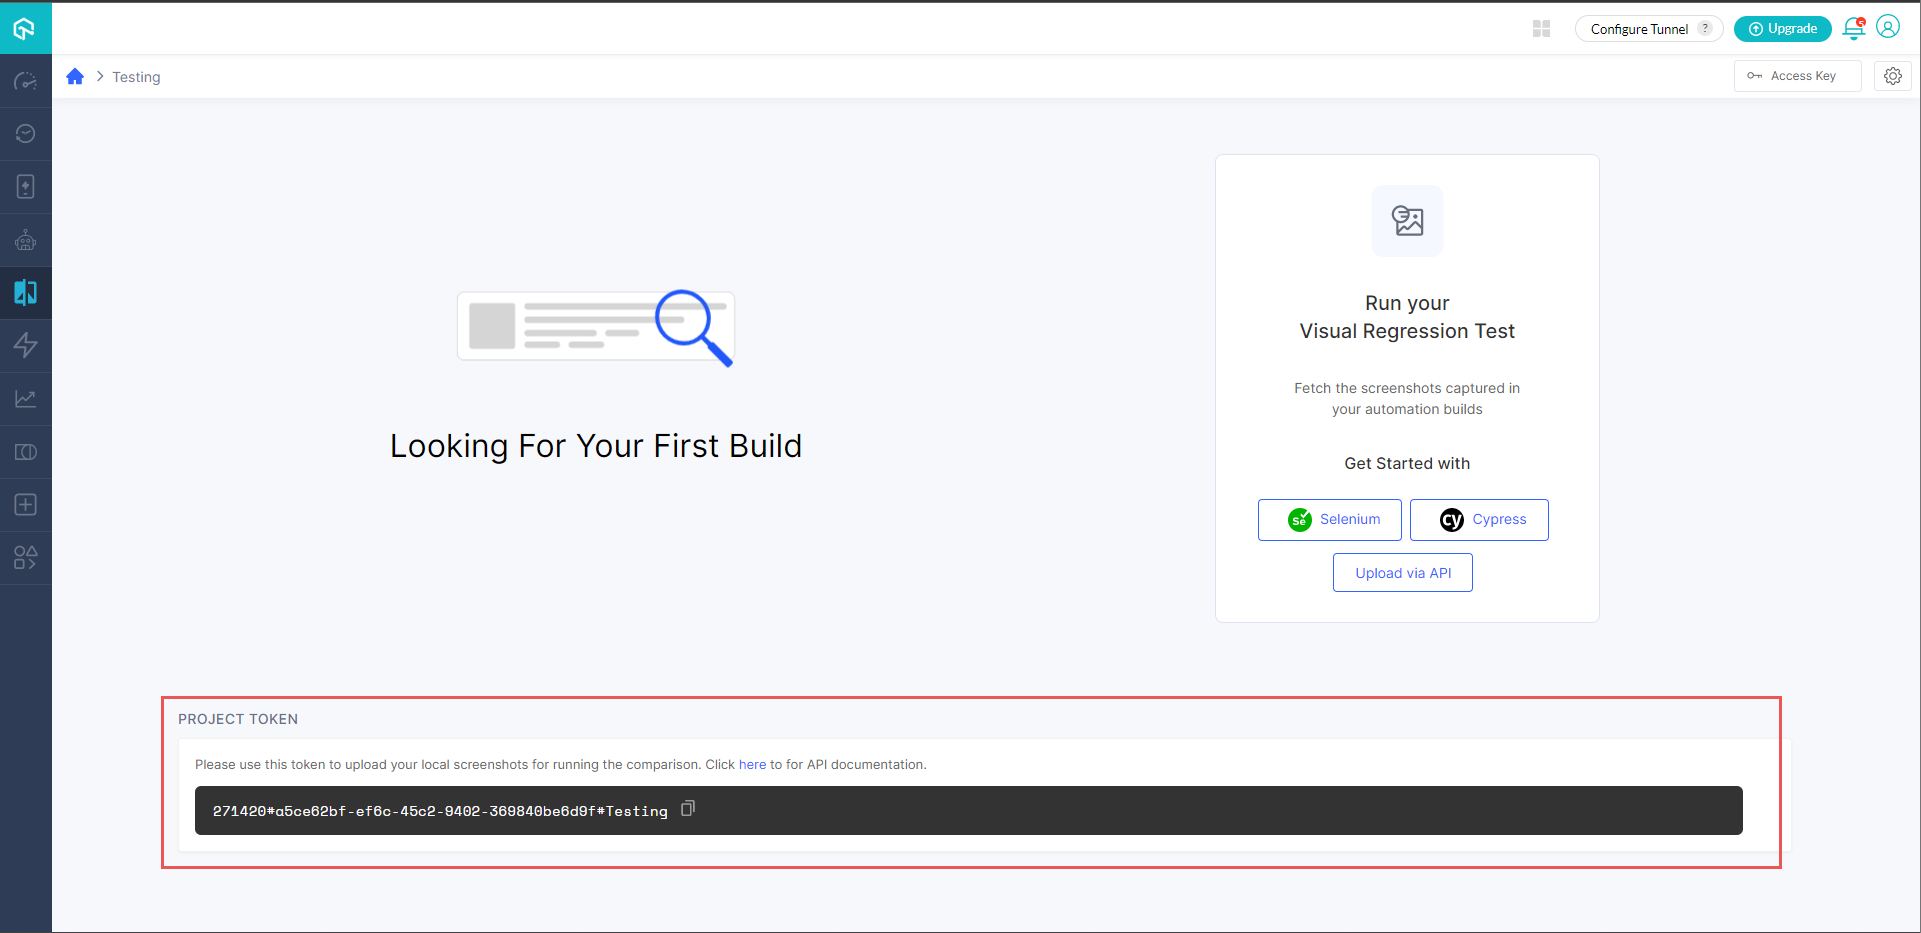 Configure Tunnel ?
Upgrade
5
Testing
Access Key
Run your
Visual Regression Test
Fetch the screenshots captured in
your automation builds
Looking For Your First Build
Get Started with
Se Selenium
cy Cypress
Upload via API
PROJECT TOKEN
Please use this token to upload your local screenshots for running the comparison. Click here to for API documentation.
271420#a5ce62bf-ef6c-45c2-9402-369840be6d9f#Testing